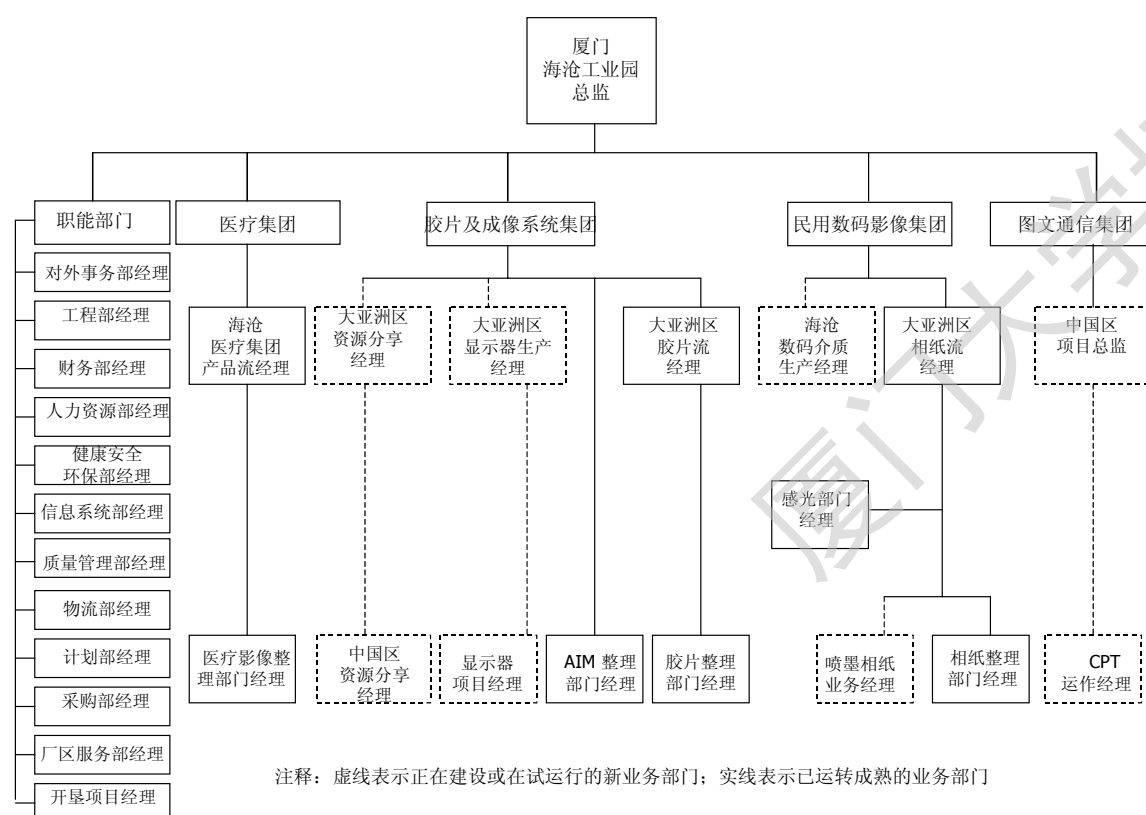 厦门
海沧工业园
总监
职能部门
医疗集团
胶片及成像系统集团
民用数码影像集团
图文通信集团
对外事务部经理
工程部经理
财务部经理
人力资源部经理
健康安全
环保部经理
信息系统部经理
质量管理部经理
物流部经理
计划部经理
采购部经理
厂区服务部经理
开垦项目经理
海沧
医疗集团
产品流经理
大亚洲区
资源分享
经理
大亚洲区
显示器生产
经理
大亚洲区
胶片流
经理
海沧
数码介质
生产经理
大亚洲区
相纸流
经理
中国区
项目总监
感光部门
经理
医疗影像整
理部门经理
中国区
资源分享
经理
显示器
项目经理
AIM 整理
部门经理
胶片整理
部门经理
喷墨相纸
业务经理
相纸整理
部门经理
CPT
运作经理
注释：虚线表示正在建设或在试运行的新业务部门；实线表示已运转成熟的业务部门
厦门大学